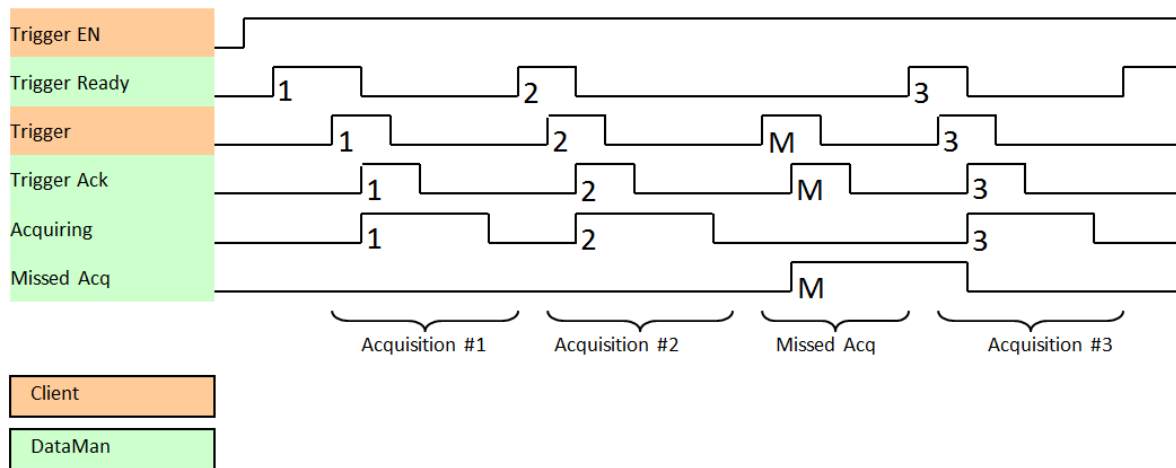 Trigger EN
Trigger Ready 1 2 3
Trigger 1 2 M 3
Trigger Ack 1 2 M 3
Acquiring 1 2 3
Missed Acq M
Acquisition #1 Acquisition #2 Missed Acq Acquisition #3
Client
DataMan